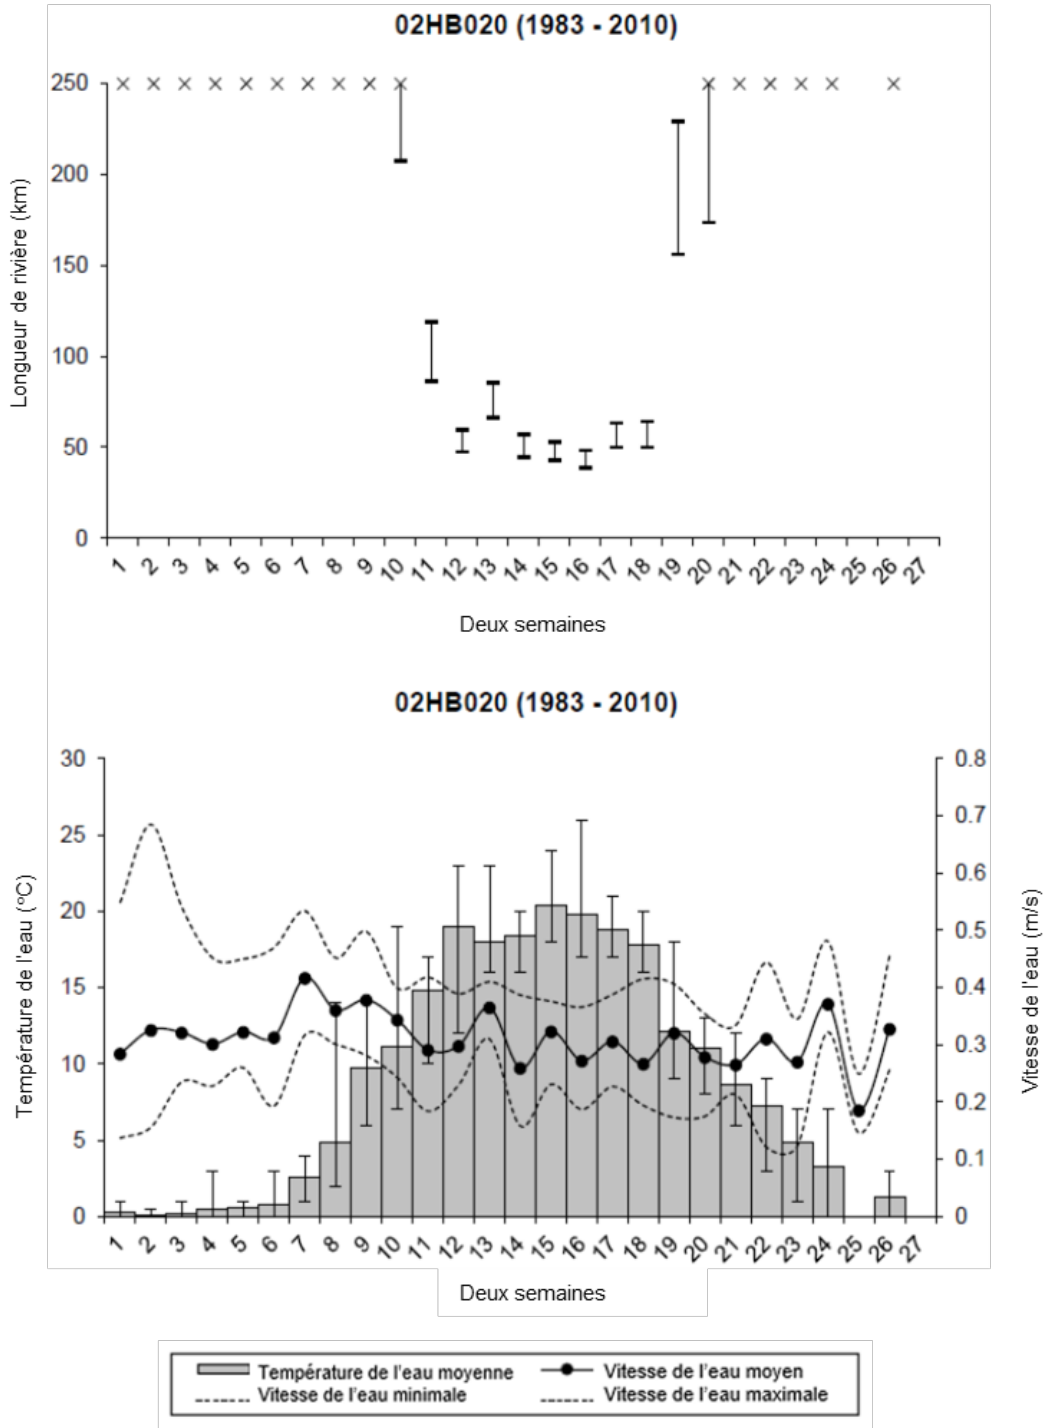 02HB020 (1983 - 2010)
250
200
150
100
50
0
Longueur de rivière (km)
1 2 3 4 5 6 7 8 9 10 11 12 13 14 15 16 17 18 19 20 21 22 23 24 25 26 27
Deux semaines
02HB020 (1983 - 2010)
30
25
20
15
10
5
0
Température de l'eau (°C)
0.8
0.7
0.6
0.5
0.4
0.3
0.2
0.1
0
Vitesse de l'eau (m/s)
1 2 3 4 5 6 7 8 9 10 11 12 13 14 15 16 17 18 19 20 21 22 23 24 25 26 27
Deux semaines
Température de l'eau moyenne
Vitesse de l'eau moyen
Vitesse de l'eau minimale
Vitesse de l'eau maximale